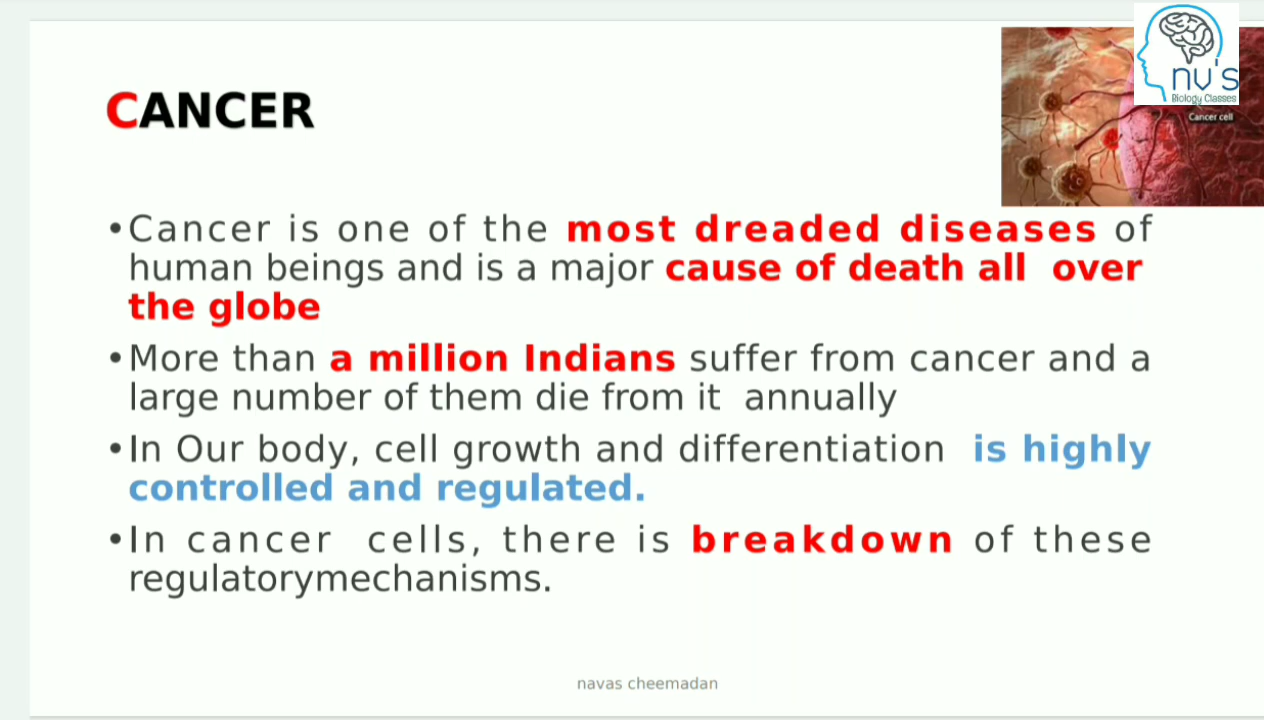 nv's
Biology Classes
Cancer cell
CANCER
•Cancer is one of the most dreaded diseases of
human beings and is a major cause of death all over
the globe
•More than a million Indians suffer from cancer and a
large number of them die from it annually
•In Our body, cell growth and differentiation is highly
controlled and regulated.
•In cancer cells, there is breakdown of these
regulatorymechanisms.
navas cheemadan